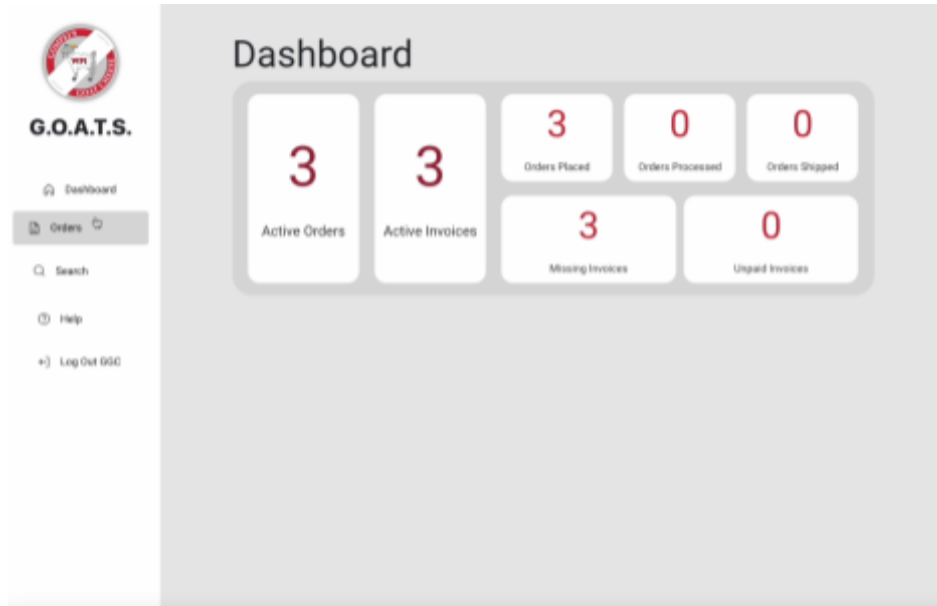 G.O.A.T.S.
Dashboard
Orders
Search
Help
Log Out GGC
Dashboard
3
Active Orders
3
Active Invoices
3
Orders Placed
0
Orders Processed
0
Orders Shipped
3
Missing Invoices
0
Unpaid Invoices